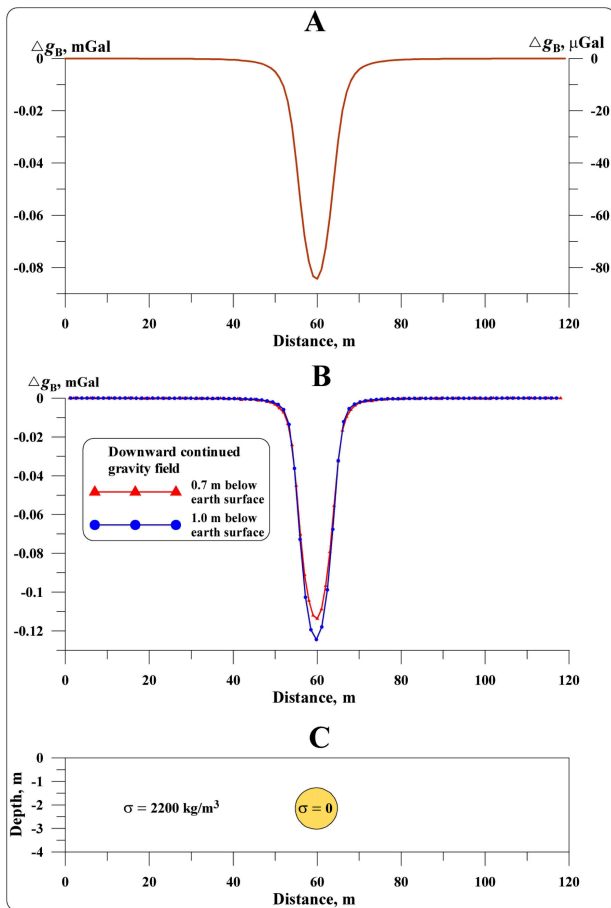 A
△gB, mGal
△gB, μGal
0
-0.02
-0.04
-0.06
-0.08
0
-20
-40
-60
-80
0 20 40 60 80 100 120
Distance, m
B
△gB, mGal
0
-0.02
-0.04
-0.06
-0.08
-0.1
-0.12
Downward continued
gravity field
0.7 m below
earth surface
1.0 m below
earth surface
0 20 40 60 80 100 120
Distance, m
C
Depth, m
0
-1
-2
-3
-4
σ = 2200 kg/m³
σ = 0
0 20 40 60 80 100 120
Distance, m